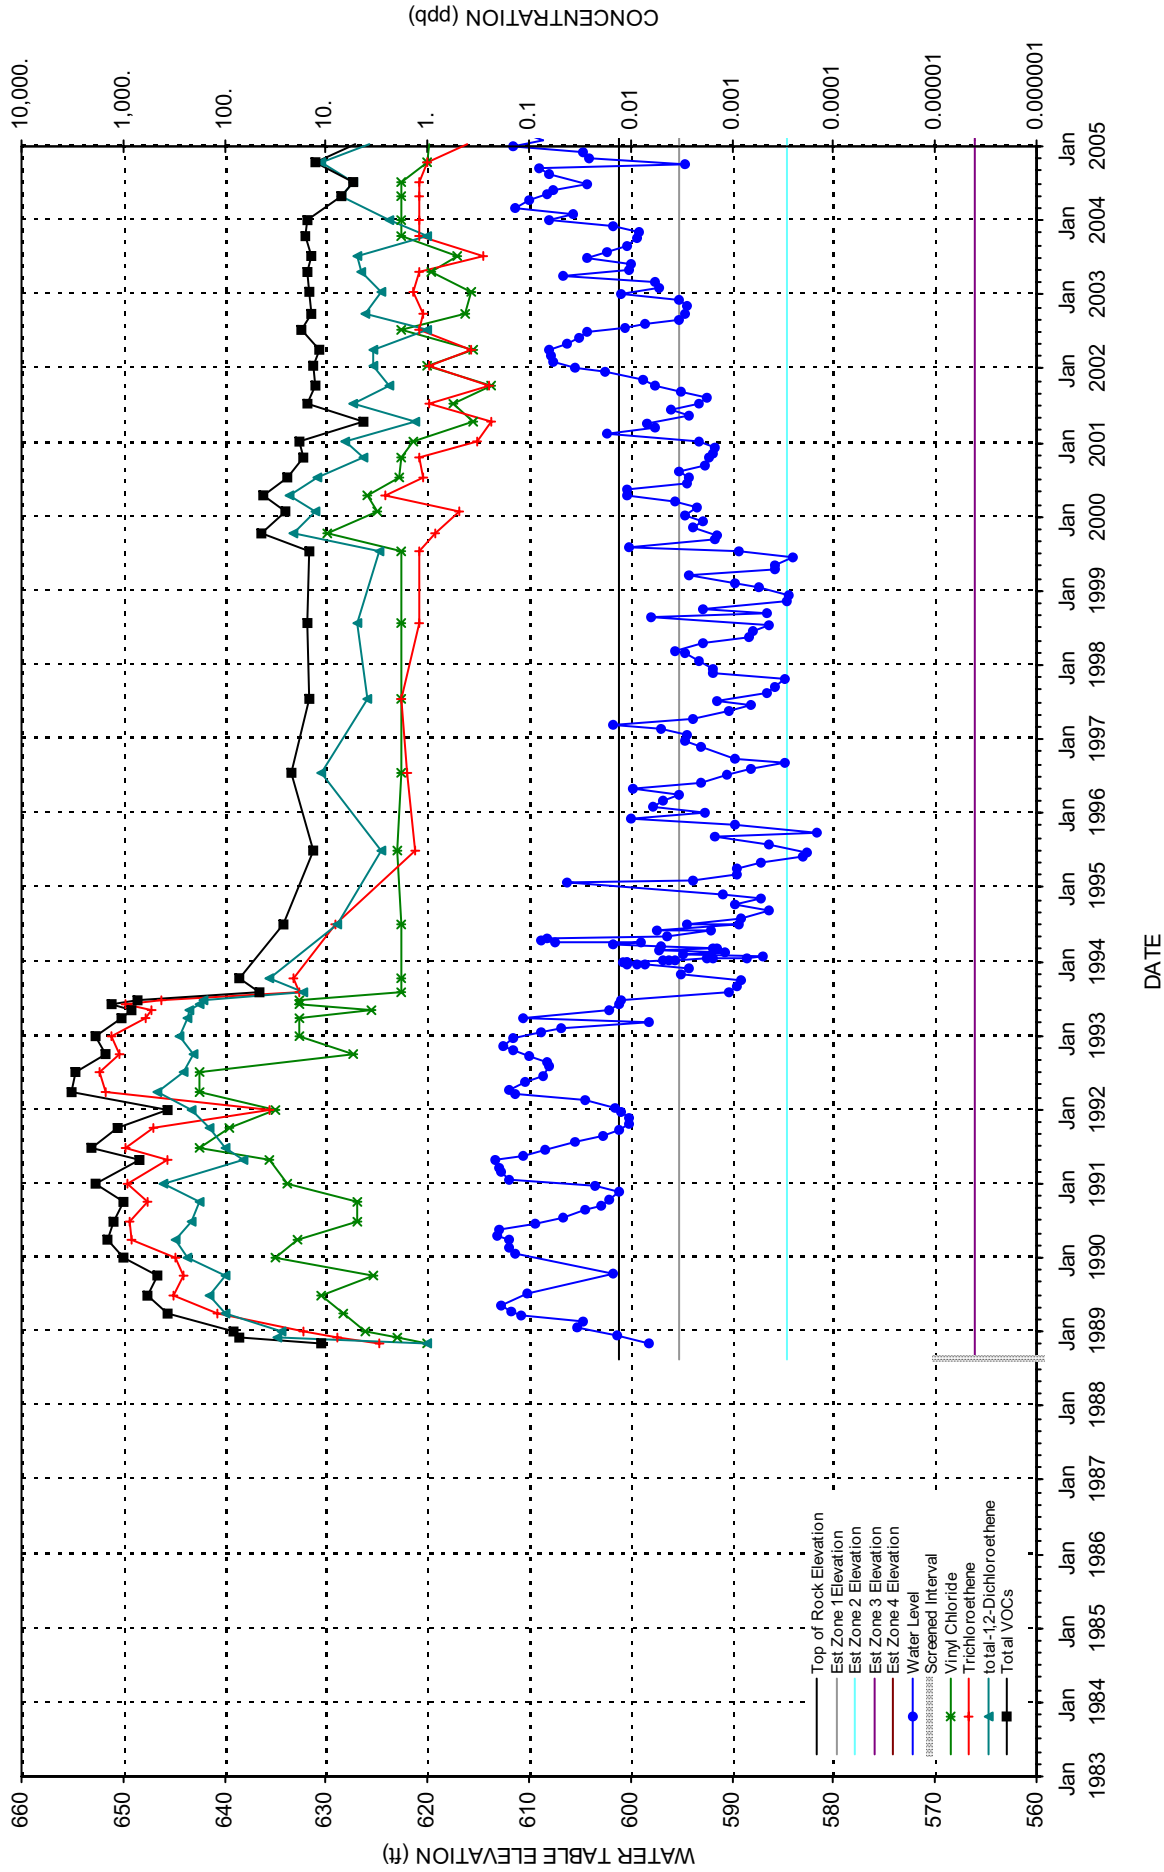 CONCENTRATION (ppb)
10,000.
1,000.
100.
10.
1.
0.1
0.01
0.001
0.0001
0.00001
0.000001
660
650
640
630
620
610
600
590
580
570
560
WATER TABLE ELEVATION (ft)
Jan 1983
Jan 1984
Jan 1985
Jan 1986
Jan 1987
Jan 1988
Jan 1989
Jan 1990
Jan 1991
Jan 1992
Jan 1993
Jan 1994
Jan 1995
Jan 1996
Jan 1997
Jan 1998
Jan 1999
Jan 2000
Jan 2001
Jan 2002
Jan 2003
Jan 2004
Jan 2005
DATE
Top of Rock Elevation
Est Zone 1 Elevation
Est Zone 2 Elevation
Est Zone 3 Elevation
Est Zone 4 Elevation
Water Level
Screened Interval
Vinyl Chloride
Trichloroethene
total-1,2-Dichloroethene
Total VOCs